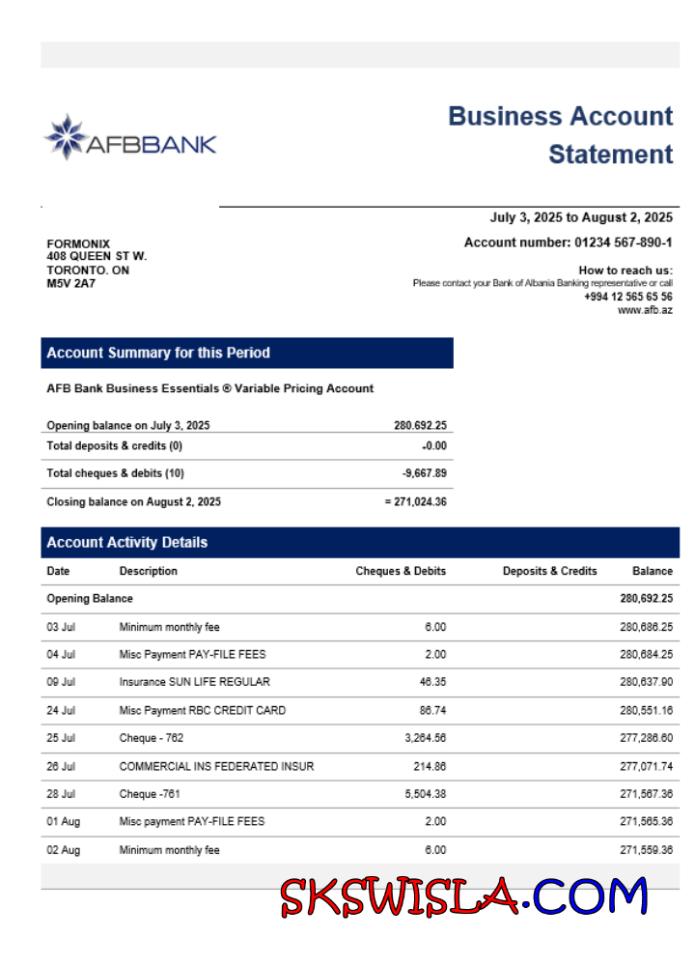 AFBBANK
Business Account
Statement
July 3, 2025 to August 2, 2025
Account number: 01234 567-890-1
FORMONIX
408 QUEEN ST W.
TORONTO. ON
M5V 2A7
How to reach us:
Please contact your Bank of Albania Banking representative or call
+994 12 565 65 56
www.afb.az
Account Summary for this Period
AFB Bank Business Essentials ® Variable Pricing Account
Opening balance on July 3, 2025 280.692.25
Total deposits & credits (0) -0.00
Total cheques & debits (10) -9,667.89
Closing balance on August 2, 2025 = 271,024.36
Account Activity Details
Date Description Cheques & Debits Deposits & Credits Balance
Opening Balance 280,692.25
03 Jul Minimum monthly fee 6.00 280,686.25
04 Jul Misc Payment PAY-FILE FEES 2.00 280,684.25
09 Jul Insurance SUN LIFE REGULAR 46.35 280,637.90
24 Jul Misc Payment RBC CREDIT CARD 86.74 280,551.16
25 Jul Cheque - 762 3,264.56 277,286.60
26 Jul COMMERCIAL INS FEDERATED INSUR 214.86 277,071.74
28 Jul Cheque -761 5,504.38 271,567.36
01 Aug Misc payment PAY-FILE FEES 2.00 271,565.36
02 Aug Minimum monthly fee 6.00 271,559.36
SKSWISLA.COM